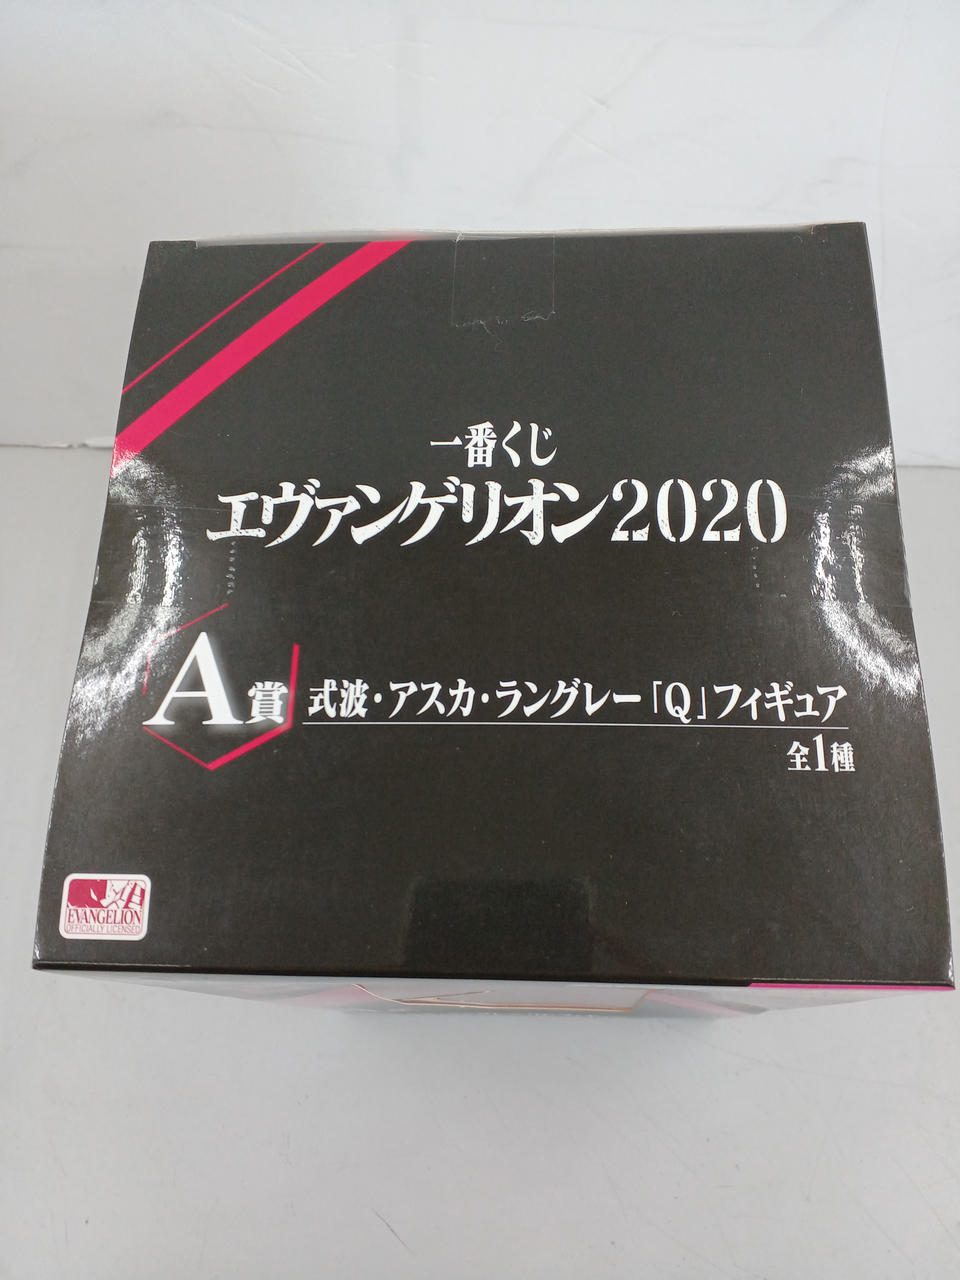 一番くじ
エヴァンゲリオン2020
A賞 式波・アスカ・ラングレー「Q」フィギュア
全1種
EVANGELION
OFFICIALLY LICENSED